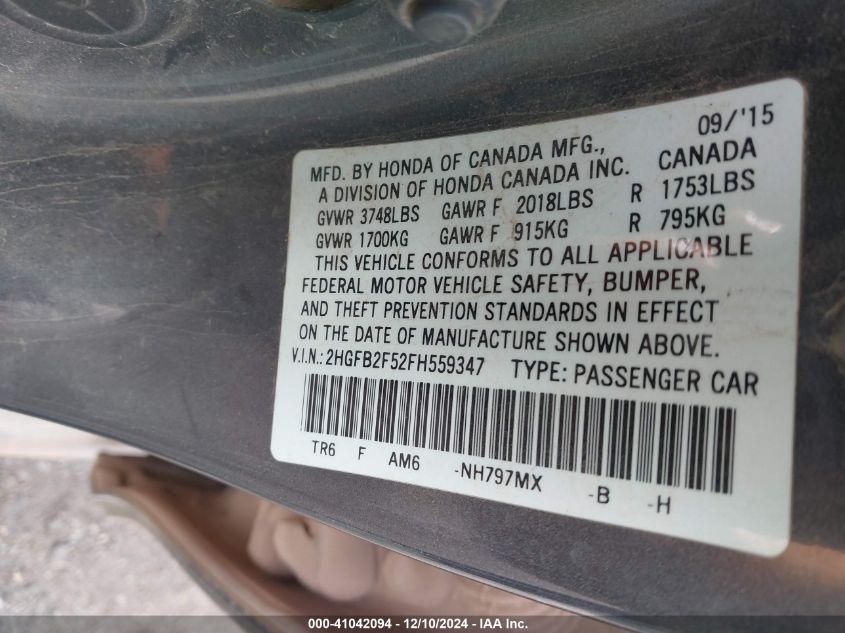 09/'15
MFD. BY HONDA OF CANADA MFG., CANADA
A DIVISION OF HONDA CANADA INC.
GVWR 3748LBS GAWR F 2018LBS R 1753LBS
GVWR 1700KG GAWR F 915KG R 795KG
THIS VEHICLE CONFORMS TO ALL APPLICABLE
FEDERAL MOTOR VEHICLE SAFETY, BUMPER,
AND THEFT PREVENTION STANDARDS IN EFFECT
ON THE DATE OF MANUFACTURE SHOWN ABOVE.
V.I.N.: 2HGFB2F52FH559347 TYPE: PASSENGER CAR
TR6 F AM6 -NH797MX -B -H
000-41042094 - 12/10/2024 - IAA Inc.